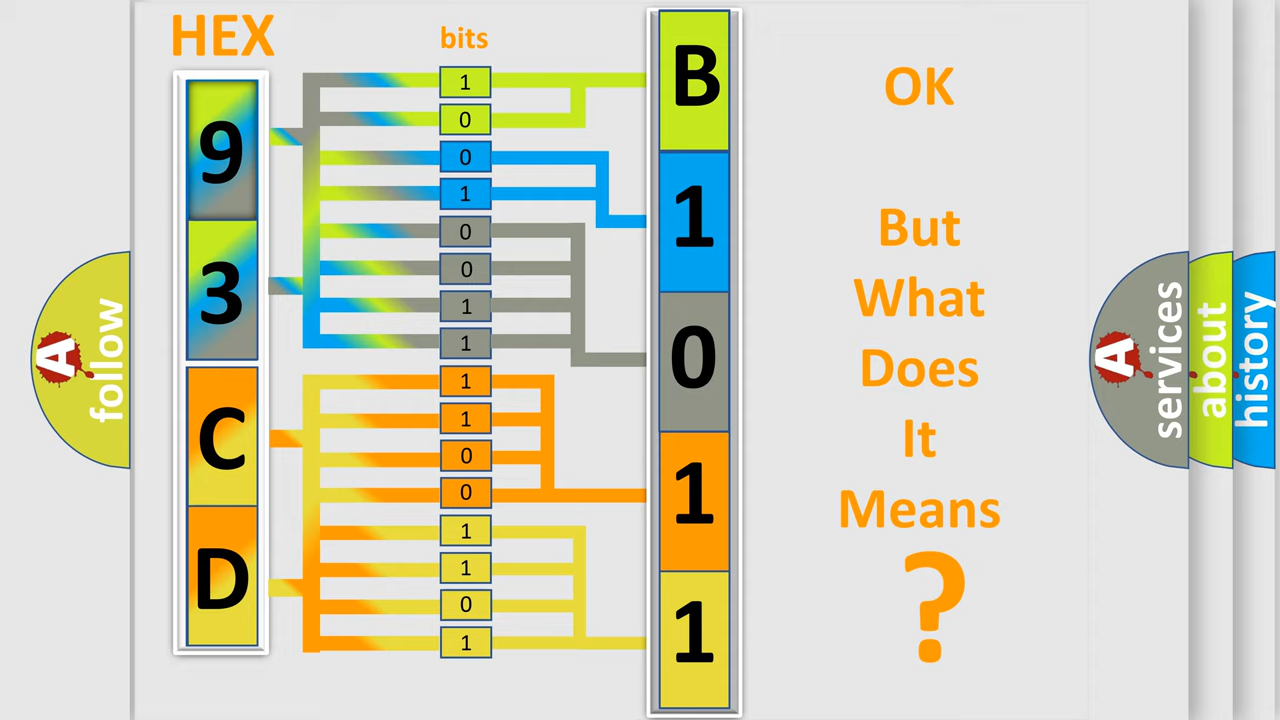 HEX
bits
9
3
C
D
1
0
0
1
0
0
1
1
1
1
0
0
1
1
0
1
B
1
0
1
1
OK
But
What
Does
It
Means
?
A
follow
A
services
about
history